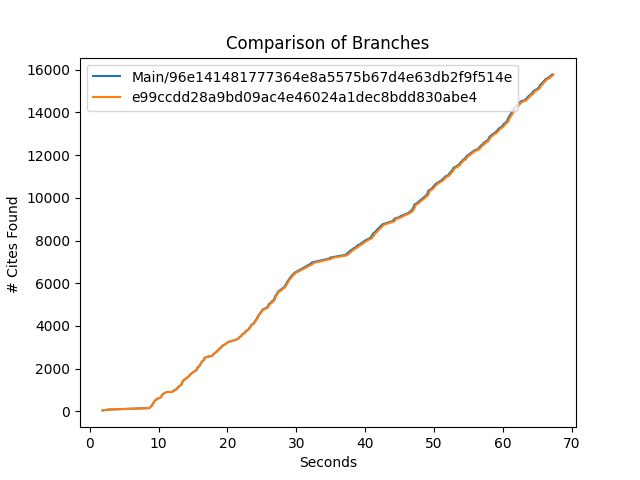 Comparison of Branches
Main/96e141481777364e8a5575b67d4e63db2f9f514e
e99ccdd28a9bd09ac4e46024a1dec8bdd830abe4
16000
14000
12000
10000
8000
6000
4000
2000
0
# Cites Found
0 10 20 30 40 50 60 70
Seconds